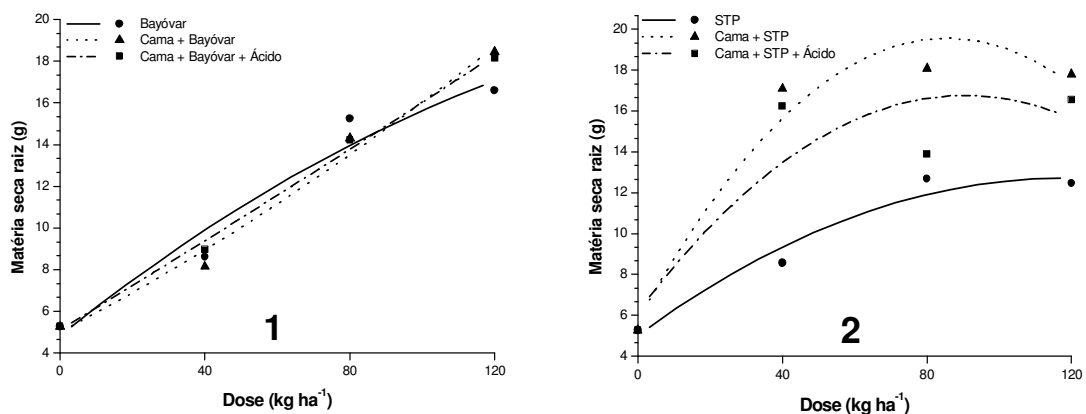 Bayóvar
Cama + Bayóvar
Cama + Bayóvar + Ácido
Matéria seca raiz (g)
20
18
16
14
12
10
8
6
4
0
40
80
120
Dose (kg ha⁻¹)
1
STP
Cama + STP
Cama + STP + Ácido
Matéria seca raiz (g)
20
18
16
14
12
10
8
6
4
0
40
80
120
Dose (kg ha⁻¹)
2